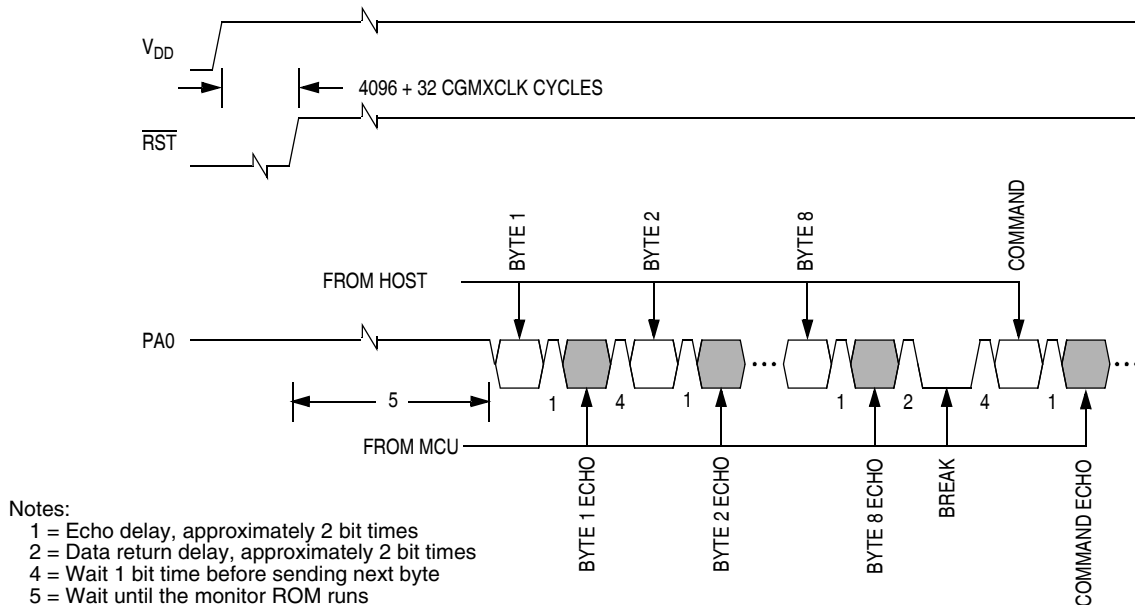 VDD
4096 + 32 CGMXCLK CYCLES
RST
BYTE 1
BYTE 2
BYTE 8
COMMAND
FROM HOST
PA0
...
...
1
4
1
1
2
4
1
5
FROM MCU
BYTE 1 ECHO
BYTE 2 ECHO
BYTE 8 ECHO
BREAK
COMMAND ECHO
Notes:
1 = Echo delay, approximately 2 bit times
2 = Data return delay, approximately 2 bit times
4 = Wait 1 bit time before sending next byte
5 = Wait until the monitor ROM runs